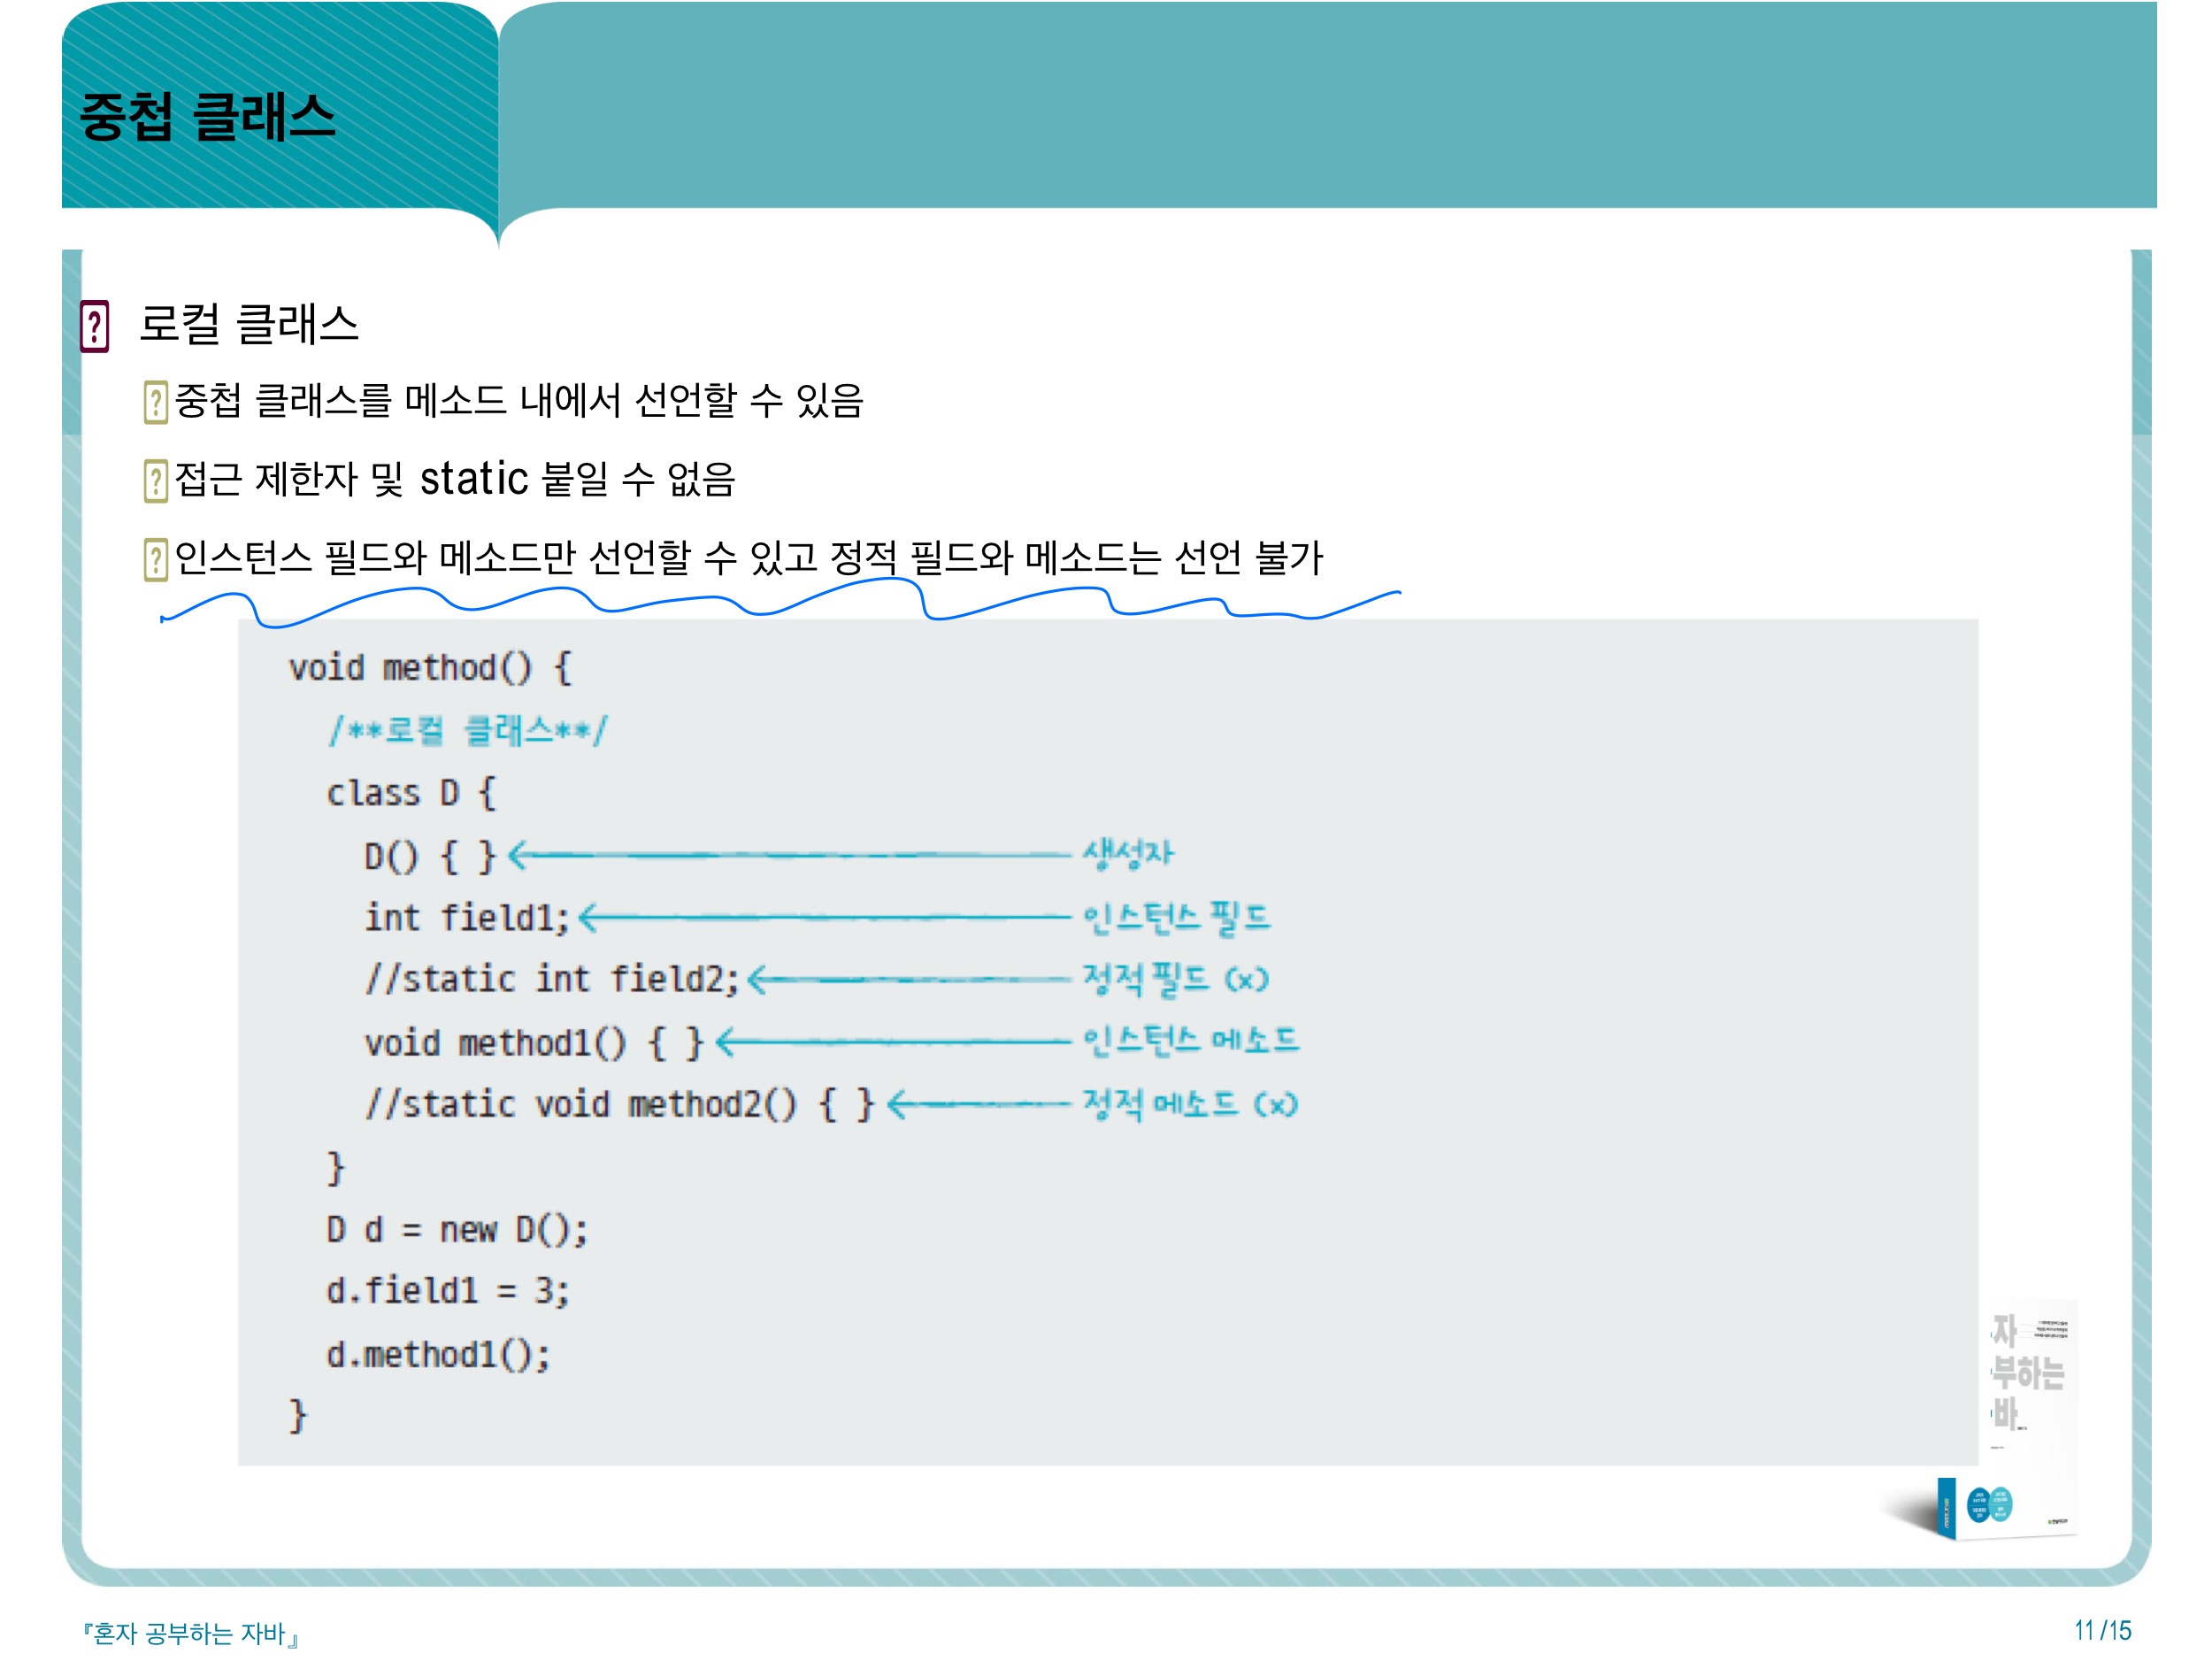 중첩 클래스
로컬 클래스
중첩 클래스를 메소드 내에서 선언할 수 있음
접근 제한자 및 static 붙일 수 없음
인스턴스 필드와 메소드만 선언할 수 있고 정적 필드와 메소드는 선언 불가
void method() {
/**로컬 클래스**/
class D {
D() { } 생성자
int field1; 인스턴스 필드
//static int field2; 정적 필드 (x)
void method1() { } 인스턴스 메소드
//static void method2() { } 정적 메소드 (x)
}
D d = new D();
d.field1 = 3;
d.method1();
}
자
부하는
바
『혼자 공부하는 자바』
11/15